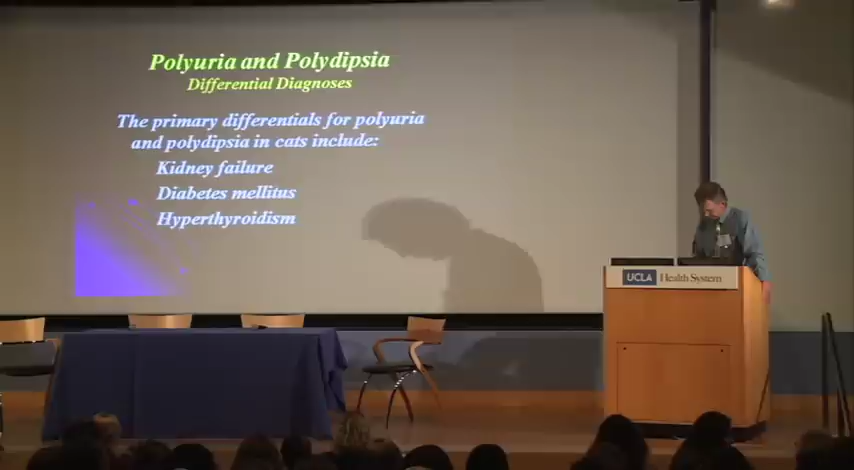 Polyuria and Polydipsia
Differential Diagnoses
The primary differentials for polyuria
and polydipsia in cats include:
Kidney failure
Diabetes mellitus
Hyperthyroidism
UCLA Health System